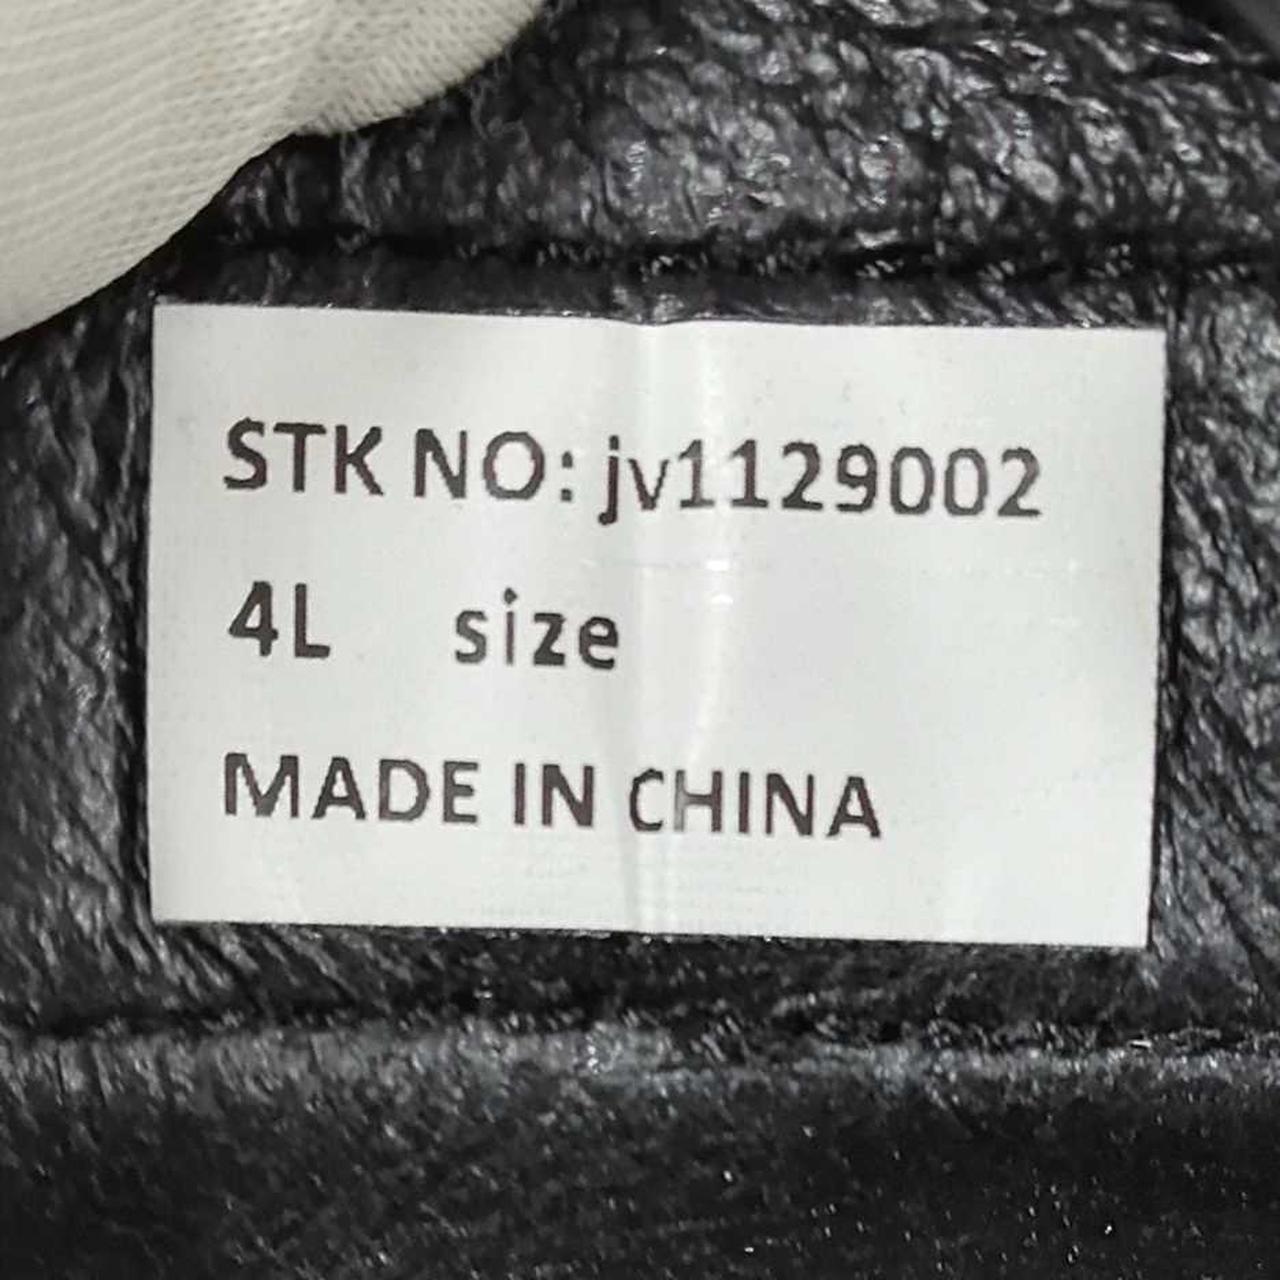 STK NO: jv1129002
4L size
MADE IN CHINA